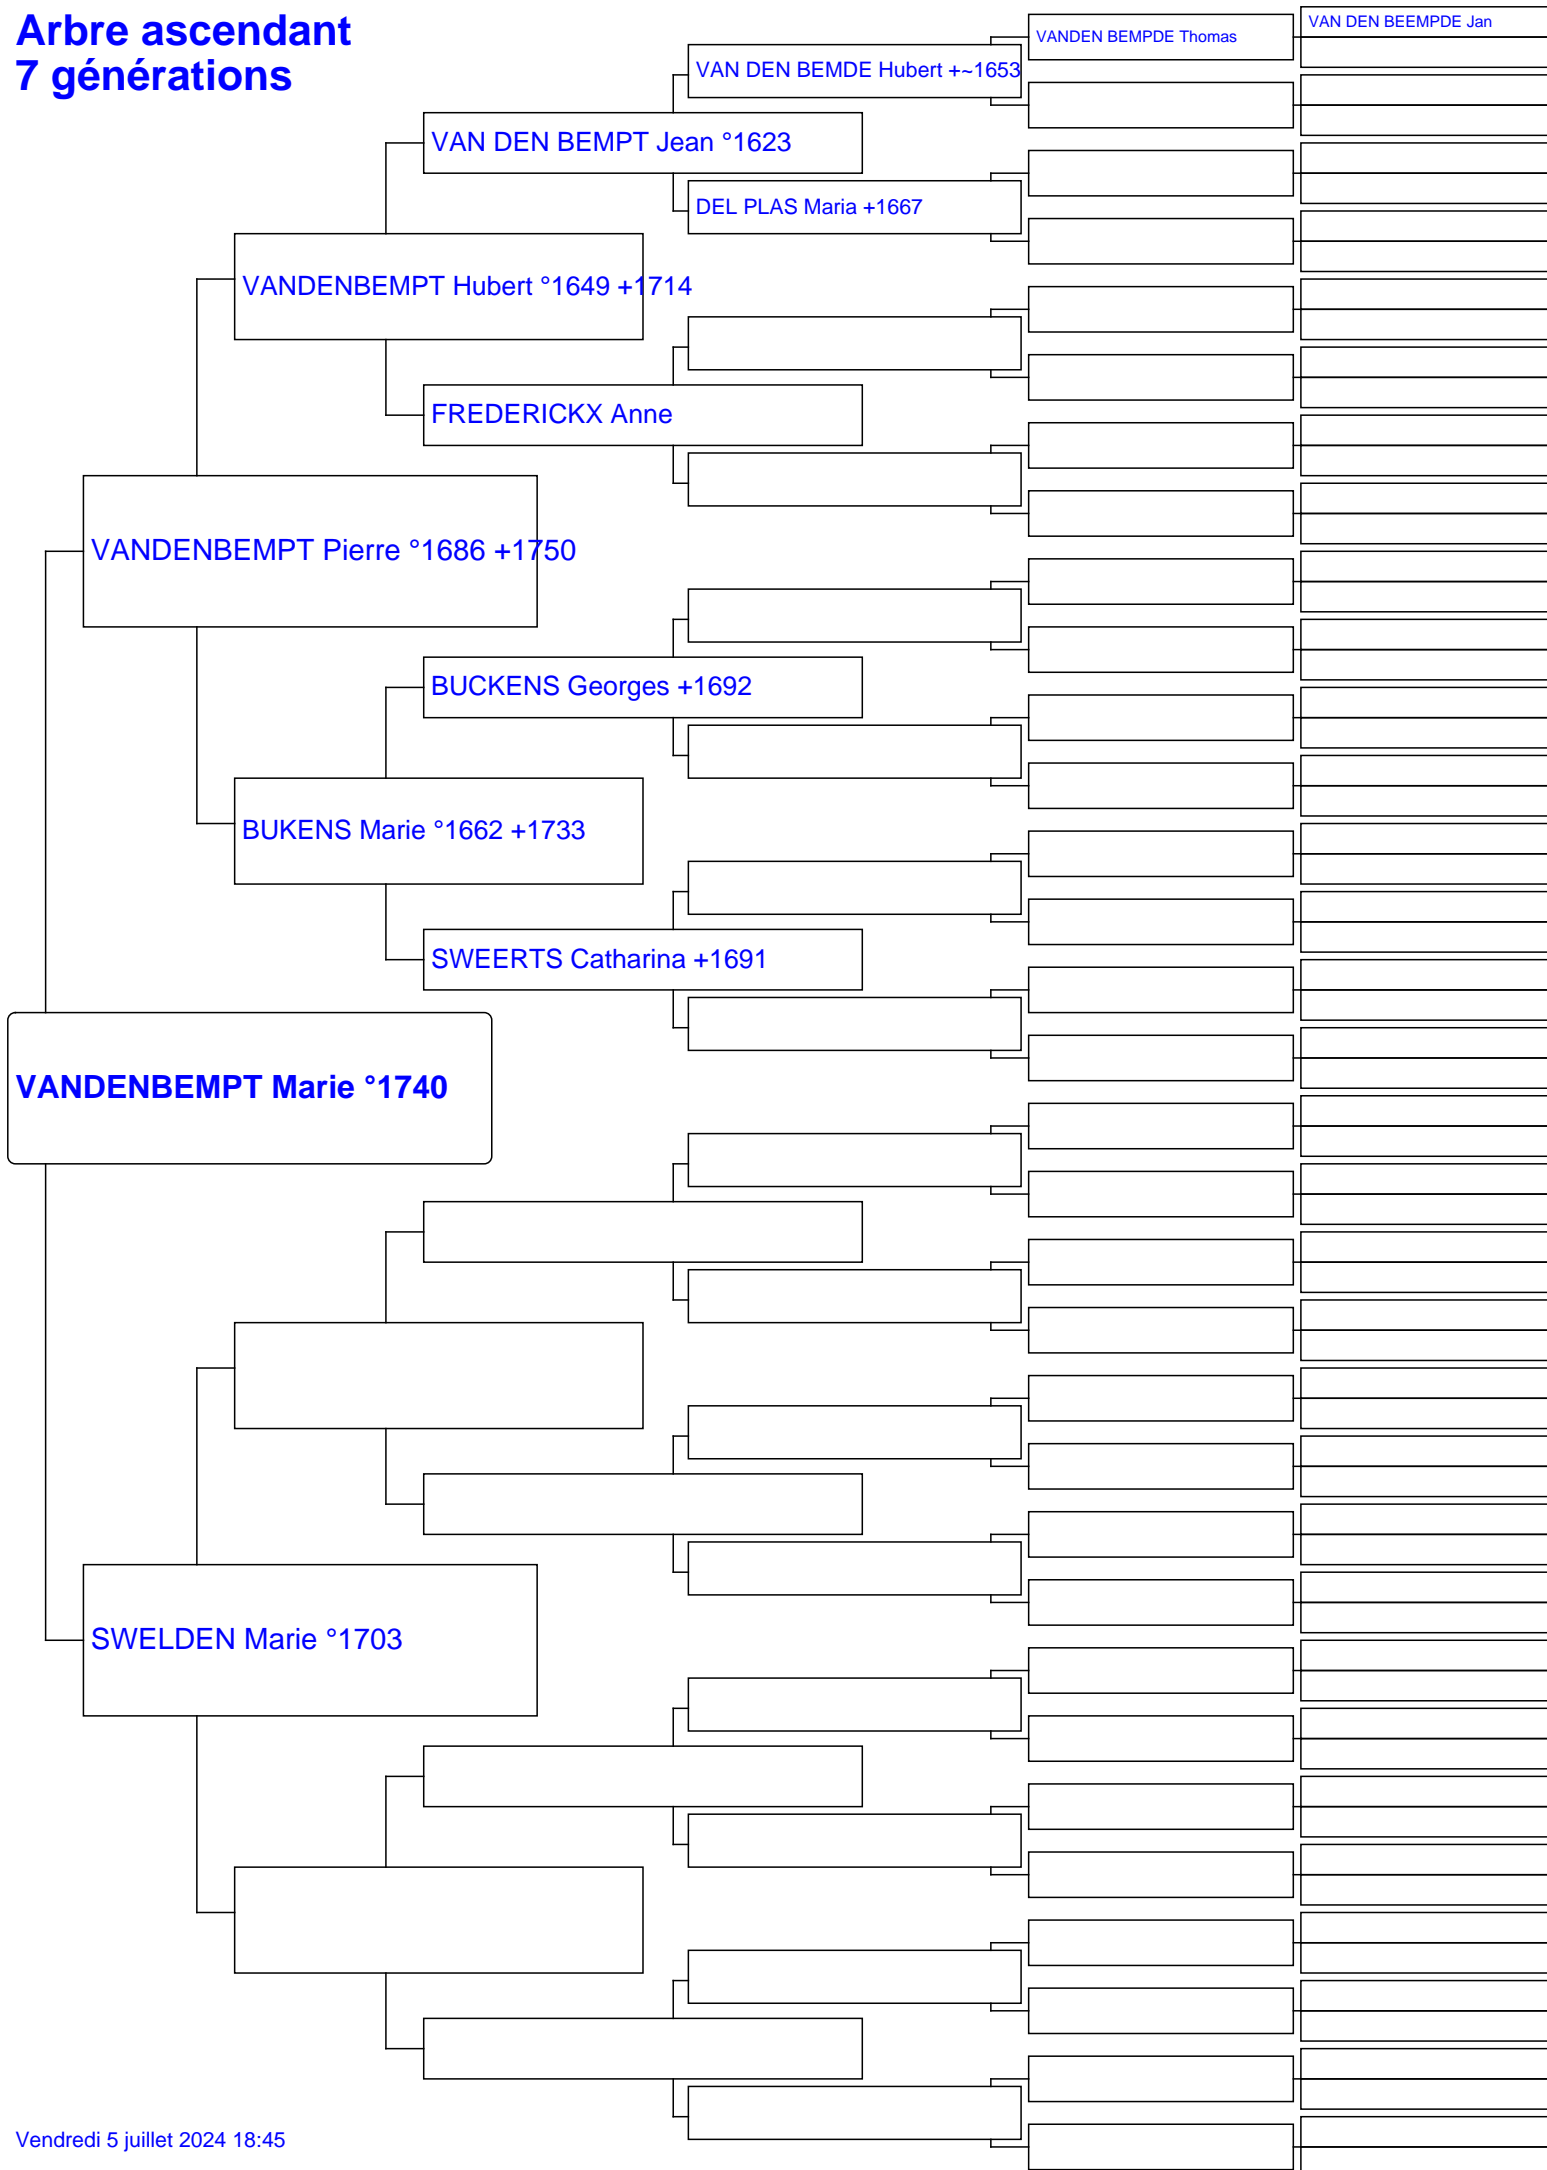 Arbre ascendant
7 générations
VAN DEN BEEMPDE Jan
VANDEN BEMPDE Thomas
VAN DEN BEMDE Hubert +~1653
VAN DEN BEMPT Jean °1623
DEL PLAS Maria +1667
VANDENBEMPT Hubert °1649 +1714
FREDERICKX Anne
VANDENBEMPT Pierre °1686 +1750
BUCKENS Georges +1692
BUKENS Marie °1662 +1733
SWEERTS Catharina +1691
VANDENBEMPT Marie °1740
SWELDEN Marie °1703
Vendredi 5 juillet 2024 18:45